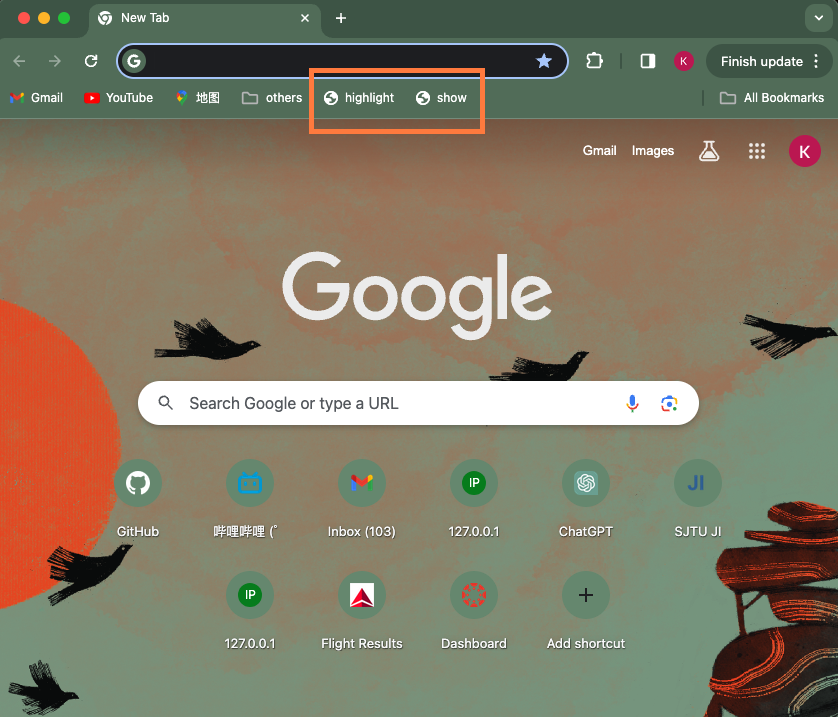 New Tab
G
K
Finish update
Gmail
YouTube
地图
others
highlight
show
All Bookmarks
Gmail
Images
K
Google
Search Google or type a URL
GitHub
哔哩哔哩 (゜
Inbox (103)
IP
127.0.0.1
ChatGPT
JI
SJTU JI
IP
127.0.0.1
Flight Results
Dashboard
Add shortcut